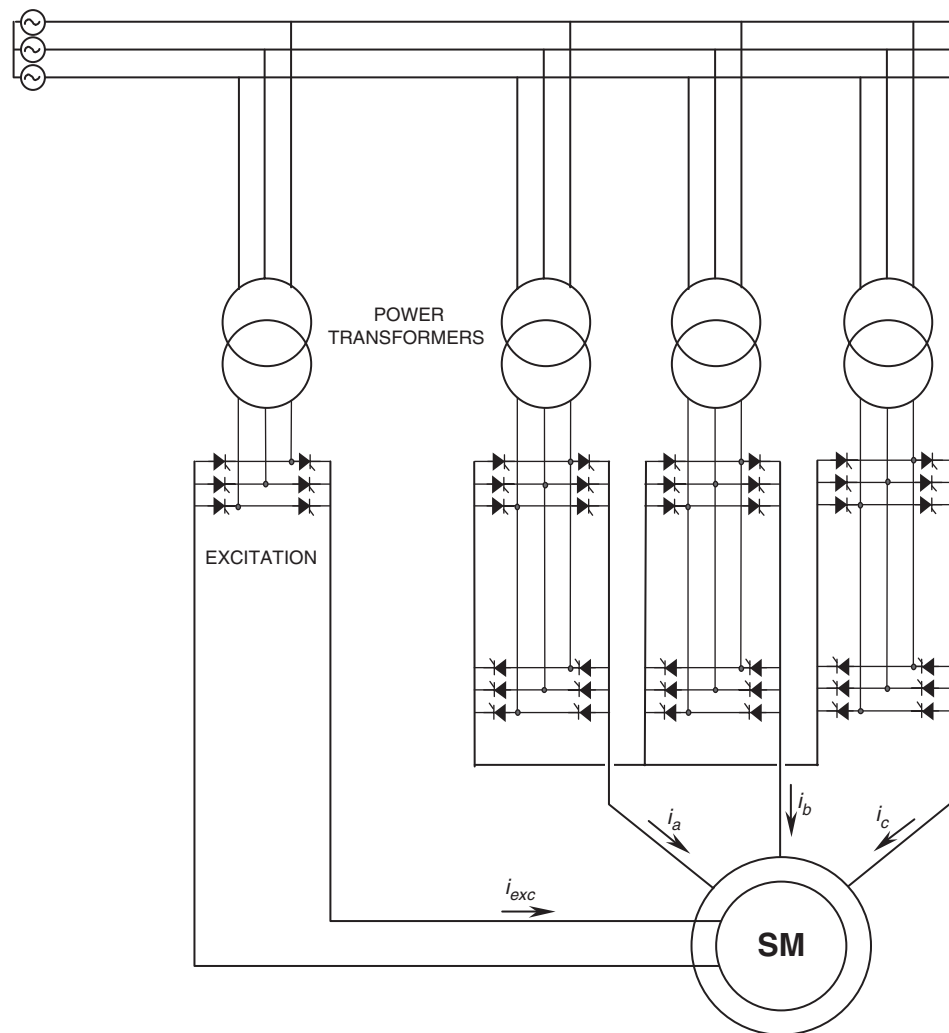 POWER
TRANSFORMERS
EXCITATION
i_a
i_b
i_c
i_exc
SM